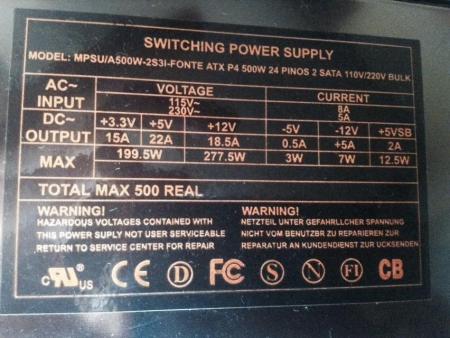 SWITCHING POWER SUPPLY
MODEL: MPSU/A500W-2S3I-FONTE ATX P4 500W 24 PINOS 2 SATA 110V/220V BULK
AC~ INPUT VOLTAGE CURRENT
115V~ 8A
230V~ 5A
DC~ OUTPUT +3.3V +5V +12V -5V -12V +5VSB
15A 22A 18.5A 0.5A +5A 2A
MAX 199.5W 277.5W 3W 7W 12.5W
TOTAL MAX 500 REAL
WARNING!
HAZARDOUS VOLTAGES CONTAINED WITH
THIS POWER SUPLY NOT USER SERVICEABLE
RETURN TO SERVICE CENTER FOR REPAIR
WARNING!
NETZTEIL UNTER GEFAHRLLCHER SPANNUNG
NICHT VOM BENUTZBR ZU REPARIEREN ZUR
REPARATUR AN KUNDENDIENST ZUR UCKSENDEN
c UR US CE D FC S N FI CB